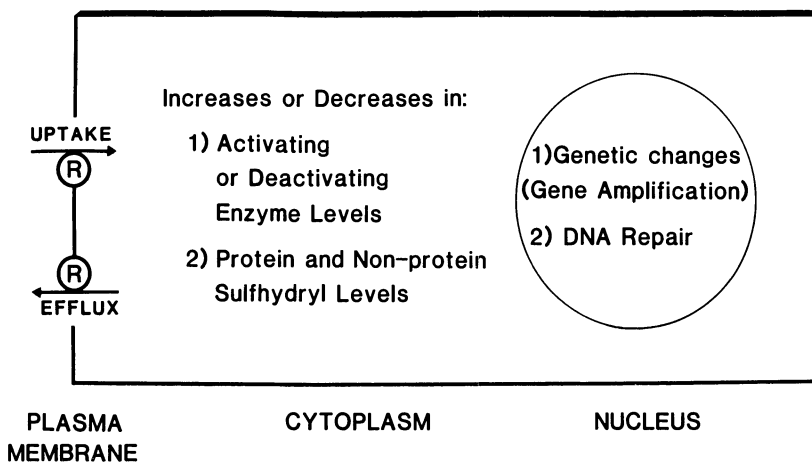 UPTAKE
R
R
EFFLUX
Increases or Decreases in:
1) Activating
or Deactivating
Enzyme Levels
2) Protein and Non-protein
Sulfhydryl Levels
1)Genetic changes
(Gene Amplification)
2) DNA Repair
PLASMA
MEMBRANE
CYTOPLASM
NUCLEUS